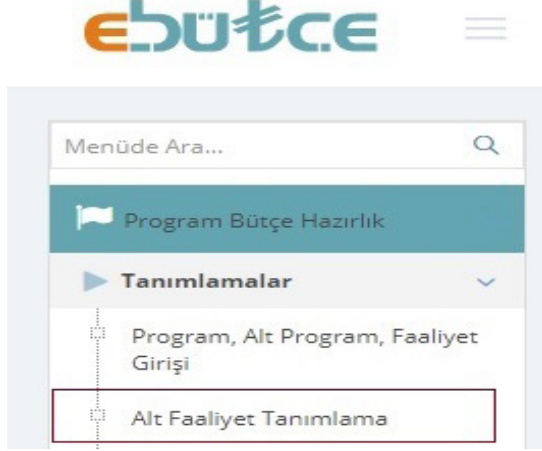 ebütçe
Menüde Ara...
Program Bütçe Hazırlık
Tanımlamalar
Program, Alt Program, Faaliyet
Girişi
Alt Faaliyet Tanımlama